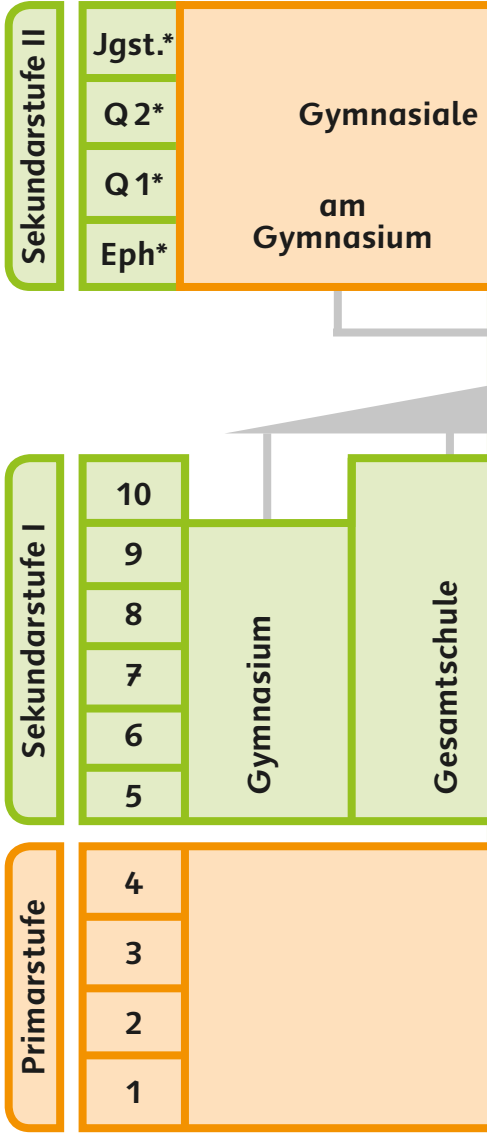 Sekundarstufe II
Jgst.*
Q 2*
Q 1*
Eph*
Gymnasiale
am
Gymnasium
Sekundarstufe I
10
9
8
7
6
5
Gymnasium
Gesamtschule
Primarstufe
4
3
2
1